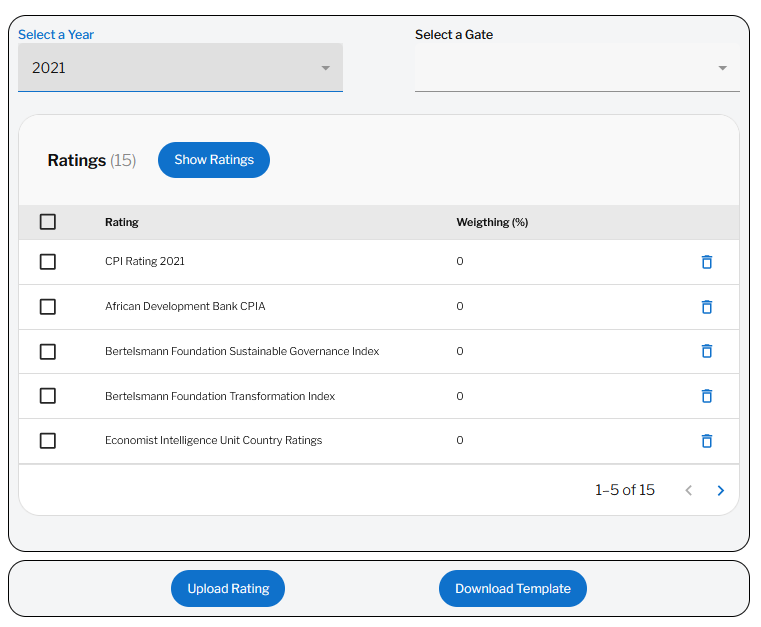 Select a Year Select a Gate
2021
Ratings (15) Show Ratings
Rating Weigthing (%)
CPI Rating 2021 0
African Development Bank CPIA 0
Bertelsmann Foundation Sustainable Governance Index 0
Bertelsmann Foundation Transformation Index 0
Economist Intelligence Unit Country Ratings 0
1–5 of 15
Upload Rating Download Template